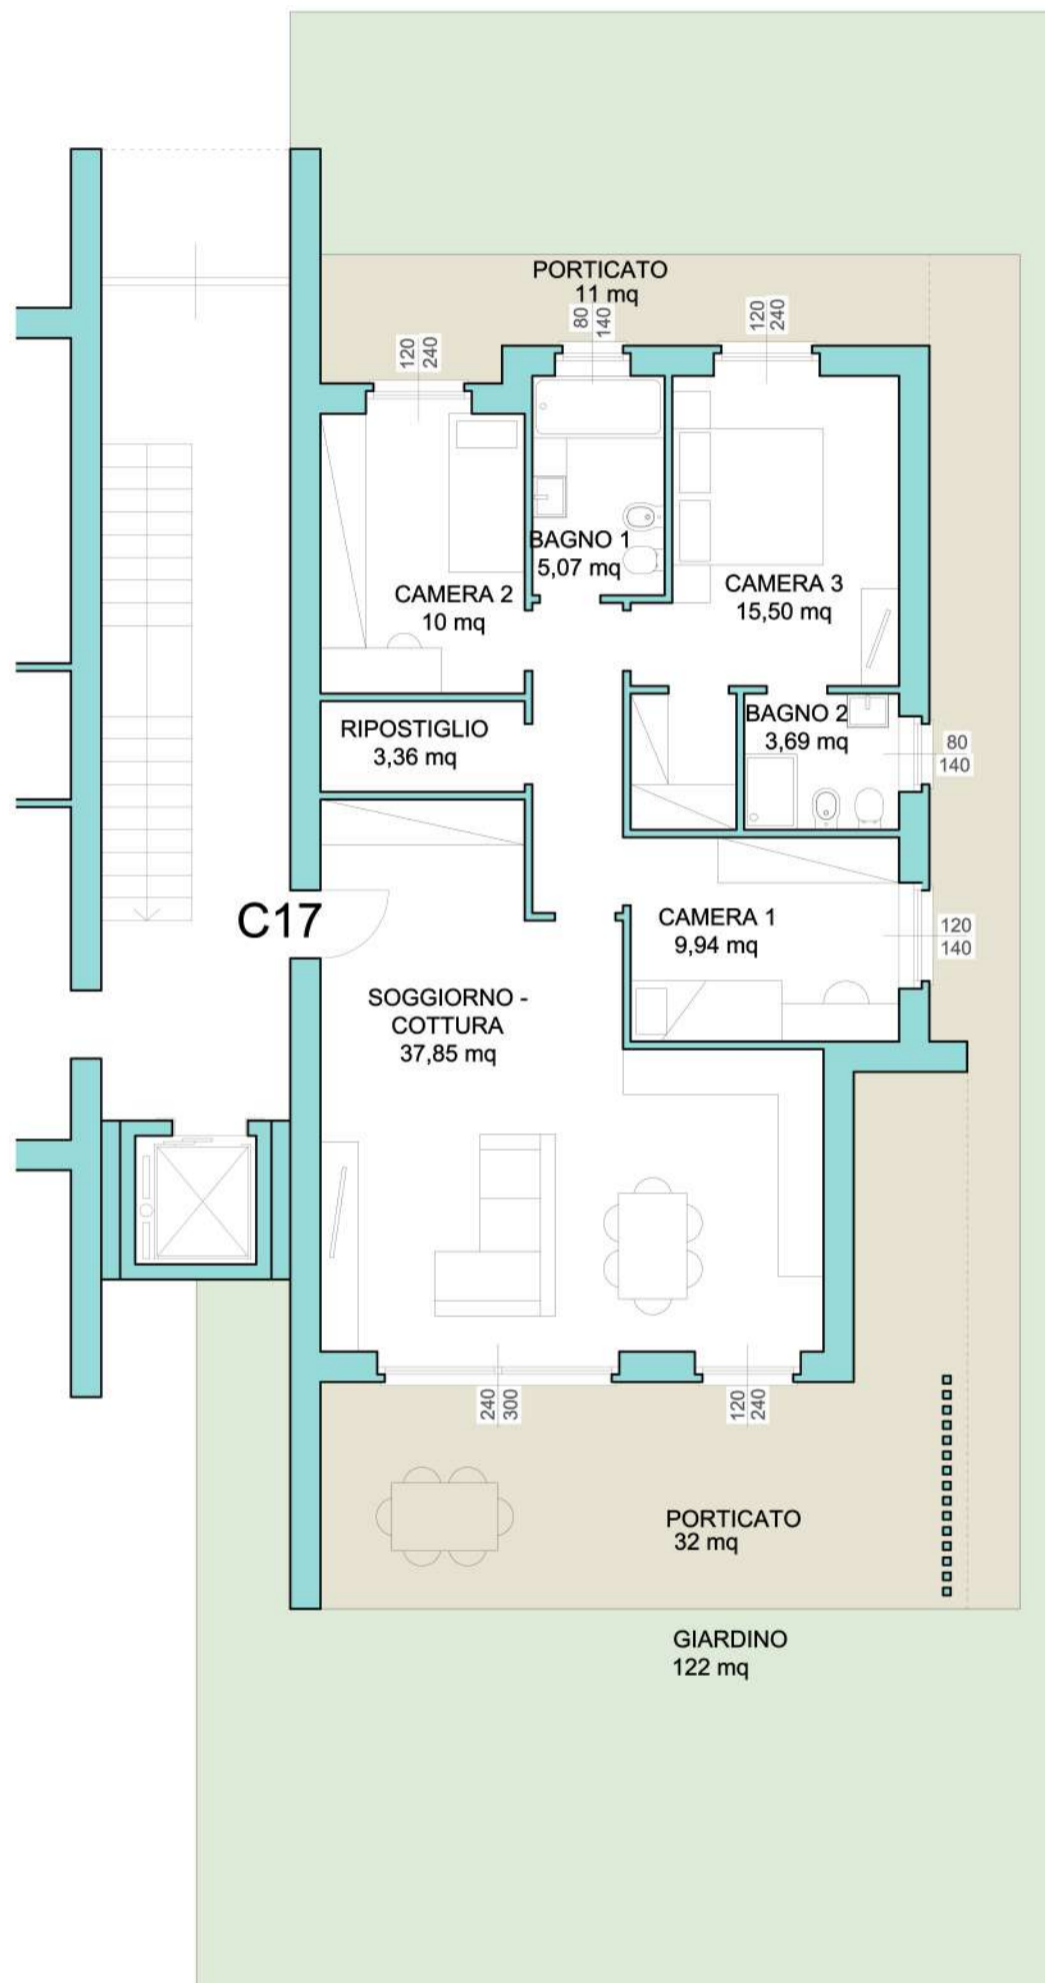 PORTICATO
11 mq
80
140
120
240
120
240
BAGNO 1
5,07 mq
CAMERA 2
10 mq
CAMERA 3
15,50 mq
RIPOSTIGLIO
3,36 mq
BAGNO 2
3,69 mq
80
140
C17
CAMERA 1
9,94 mq
120
140
SOGGIORNO -
COTTURA
37,85 mq
240
300
120
240
PORTICATO
32 mq
GIARDINO
122 mq